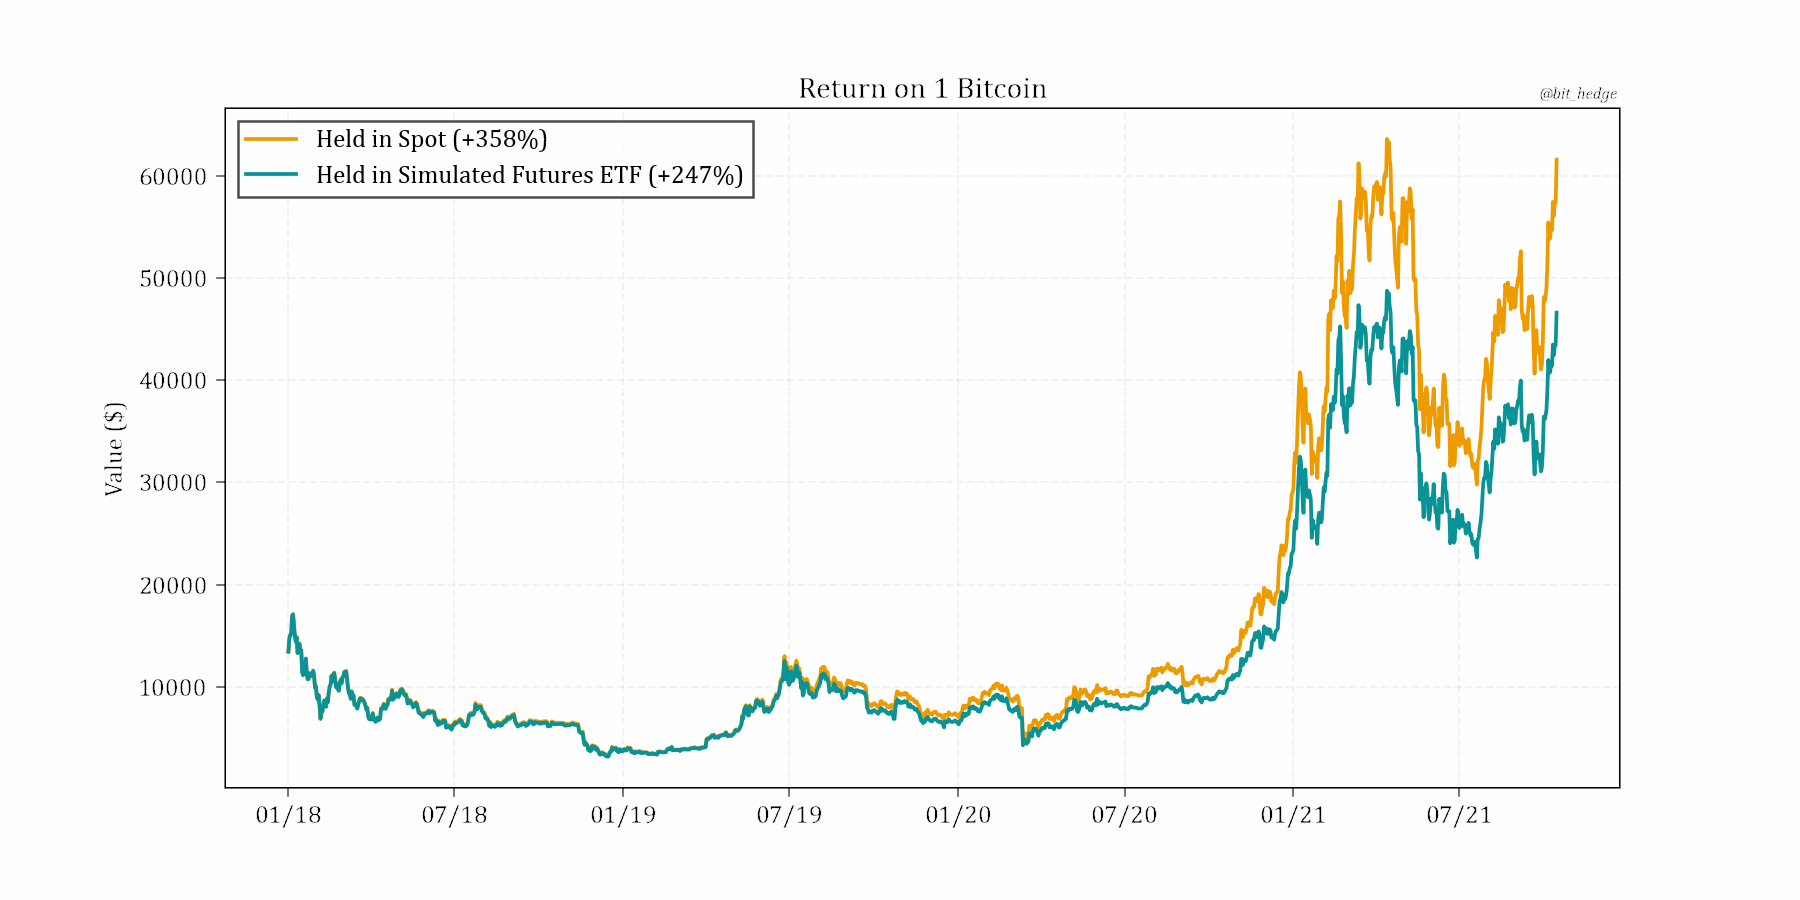 Return on 1 Bitcoin
@bit_hedge
Held in Spot (+358%)
Held in Simulated Futures ETF (+247%)
Value ($)
60000
50000
40000
30000
20000
10000
01/18 07/18 01/19 07/19 01/20 07/20 01/21 07/21